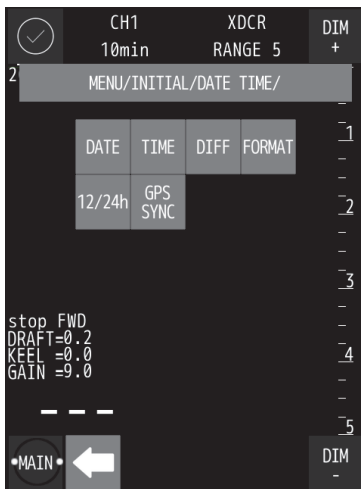 CH1 XDCR DIM
10min RANGE 5 +
2
MENU/INITIAL/DATE TIME/
1
DATE TIME DIFF FORMAT
12/24h GPS
SYNC
2
3
stop FWD
DRAFT=0.2
KEEL =0.0
4
GAIN =9.0
- - -
5
•MAIN• DIM
-